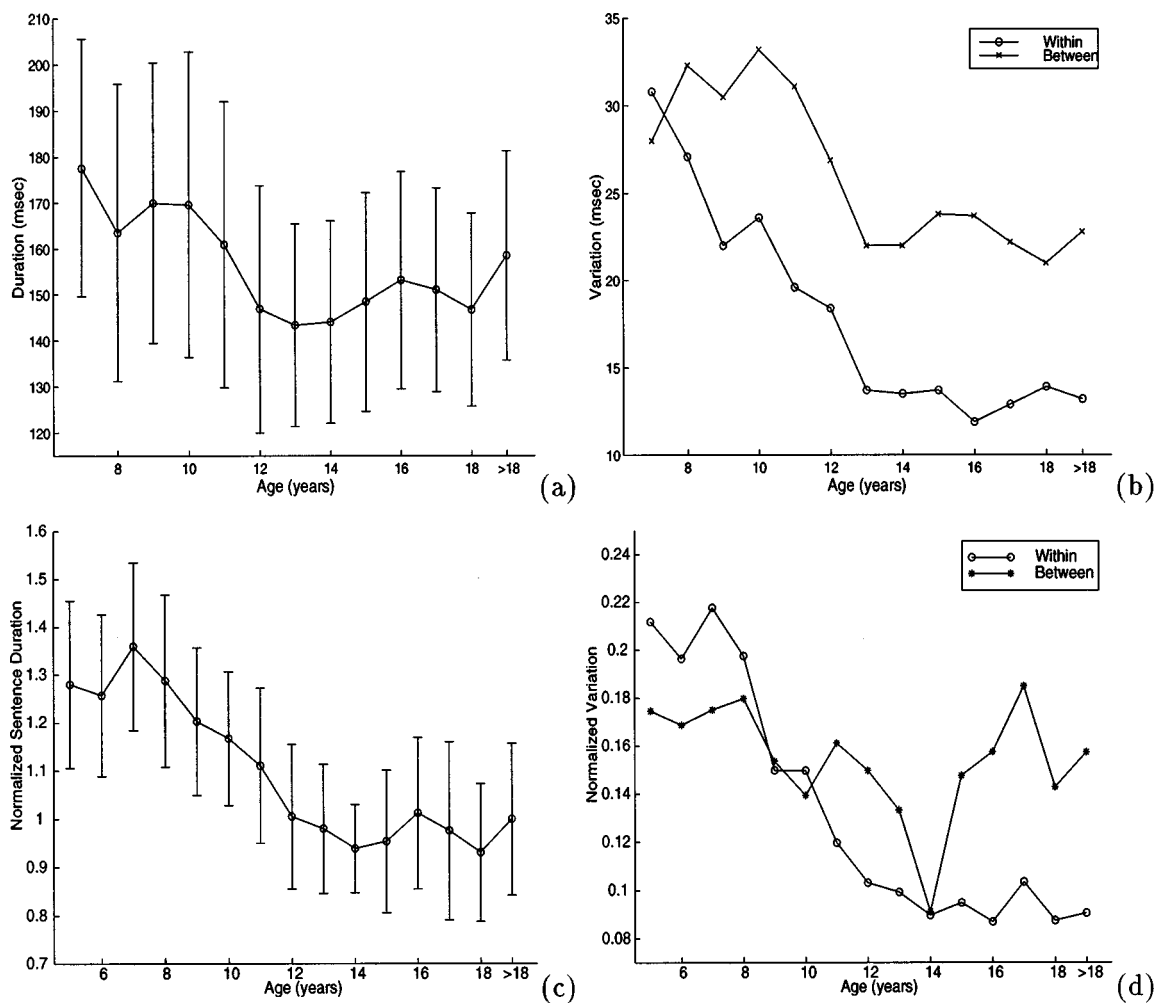 210
200
190
180
170
160
150
140
130
120
Duration (msec)
8 10 12 14 16 18 >18
Age (years)
(a)
35
30
25
20
15
10
Variation (msec)
Within
Between
8 10 12 14 16 18 >18
Age (years)
(b)
1.6
1.5
1.4
1.3
1.2
1.1
1
0.9
0.8
0.7
Normalized Sentence Duration
6 8 10 12 14 16 18 >18
Age (years)
(c)
0.24
0.22
0.2
0.18
0.16
0.14
0.12
0.1
0.08
Normalized Variation
Within
Between
6 8 10 12 14 16 18 >18
Age (years)
(d)